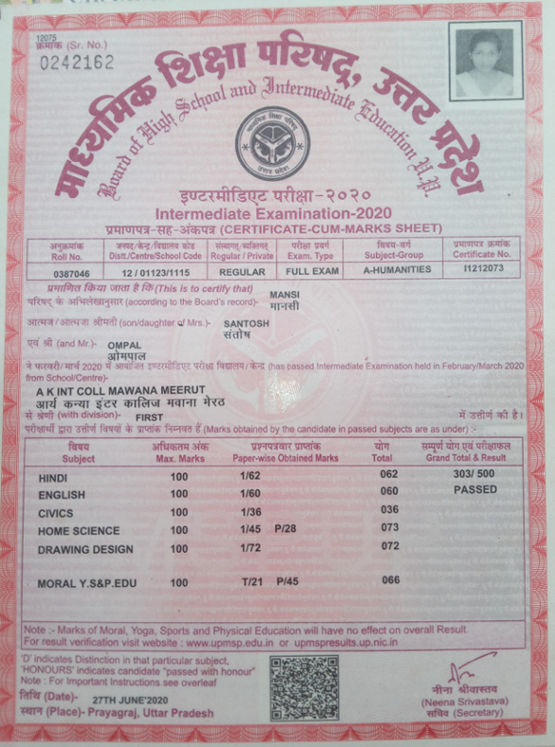 12075
क्रमांक (Sr. No.)
0242162
माध्यमिक शिक्षा परिषद्, उत्तर प्रदेश
Board of High School and Intermediate Education U.P.
इण्टरमीडिएट परीक्षा-२०२०
Intermediate Examination-2020
प्रमाणपत्र-सह-अंकपत्र (CERTIFICATE-CUM-MARKS SHEET)
अनुक्रमांक जनपद/केन्द्र/विद्यालय कोड संस्थागत/व्यक्तिगत परीक्षा प्रवर्ग विषय-वर्ग प्रमाणपत्र क्रमांक
Roll No. Distt./Centre/School Code Regular / Private Exam. Type Subject-Group Certificate No.
0387046 12 / 01123/1115 REGULAR FULL EXAM A-HUMANITIES I1212073
प्रमाणित किया जाता है कि (This is to certify that) MANSI
परिषद् के अभिलेखानुसार (according to the Board's record)- मानसी
आत्मज/आत्मजा श्रीमती (son/daughter of Mrs.)- SANTOSH
संतोष
एवं श्री (and Mr.)- OMPAL
ओमपाल
ने फरवरी/मार्च 2020 में आयोजित इण्टरमीडिएट परीक्षा विद्यालय/केन्द्र (has passed Intermediate Examination held in February/March 2020
from School/Centre)-
A K INT COLL MAWANA MEERUT
आर्य कन्या इंटर कालिज मवाना मेरठ
से श्रेणी (with division)- FIRST में उत्तीर्ण की है।
परीक्षार्थी द्वारा उत्तीर्ण विषयों के प्राप्तांक निम्नवत हैं (Marks obtained by the candidate in passed subjects are as under) :-
विषय अधिकतम अंक प्रश्नपत्रवार प्राप्तांक योग सम्पूर्ण योग एवं परीक्षाफल
Subject Max. Marks Paper-wise Obtained Marks Total Grand Total & Result
HINDI 100 1/62 062 303/ 500
ENGLISH 100 1/60 060 PASSED
CIVICS 100 1/36 036
HOME SCIENCE 100 1/45 P/28 073
DRAWING DESIGN 100 1/72 072
MORAL Y.S&P.EDU 100 T/21 P/45 066
Note :- Marks of Moral, Yoga, Sports and Physical Education will have no effect on overall Result
For result verification visit website : www.upmsp.edu.in or upmspresults.up.nic.in
'D' indicates Distinction in that particular subject,
'HONOURS' indicates candidate "passed with honour"
Note : For Important Instructions see overleaf
तिथि (Date)- 27TH JUNE'2020
स्थान (Place)- Prayagraj, Uttar Pradesh
नीना श्रीवास्तव
(Neena Srivastava)
सचिव (Secretary)